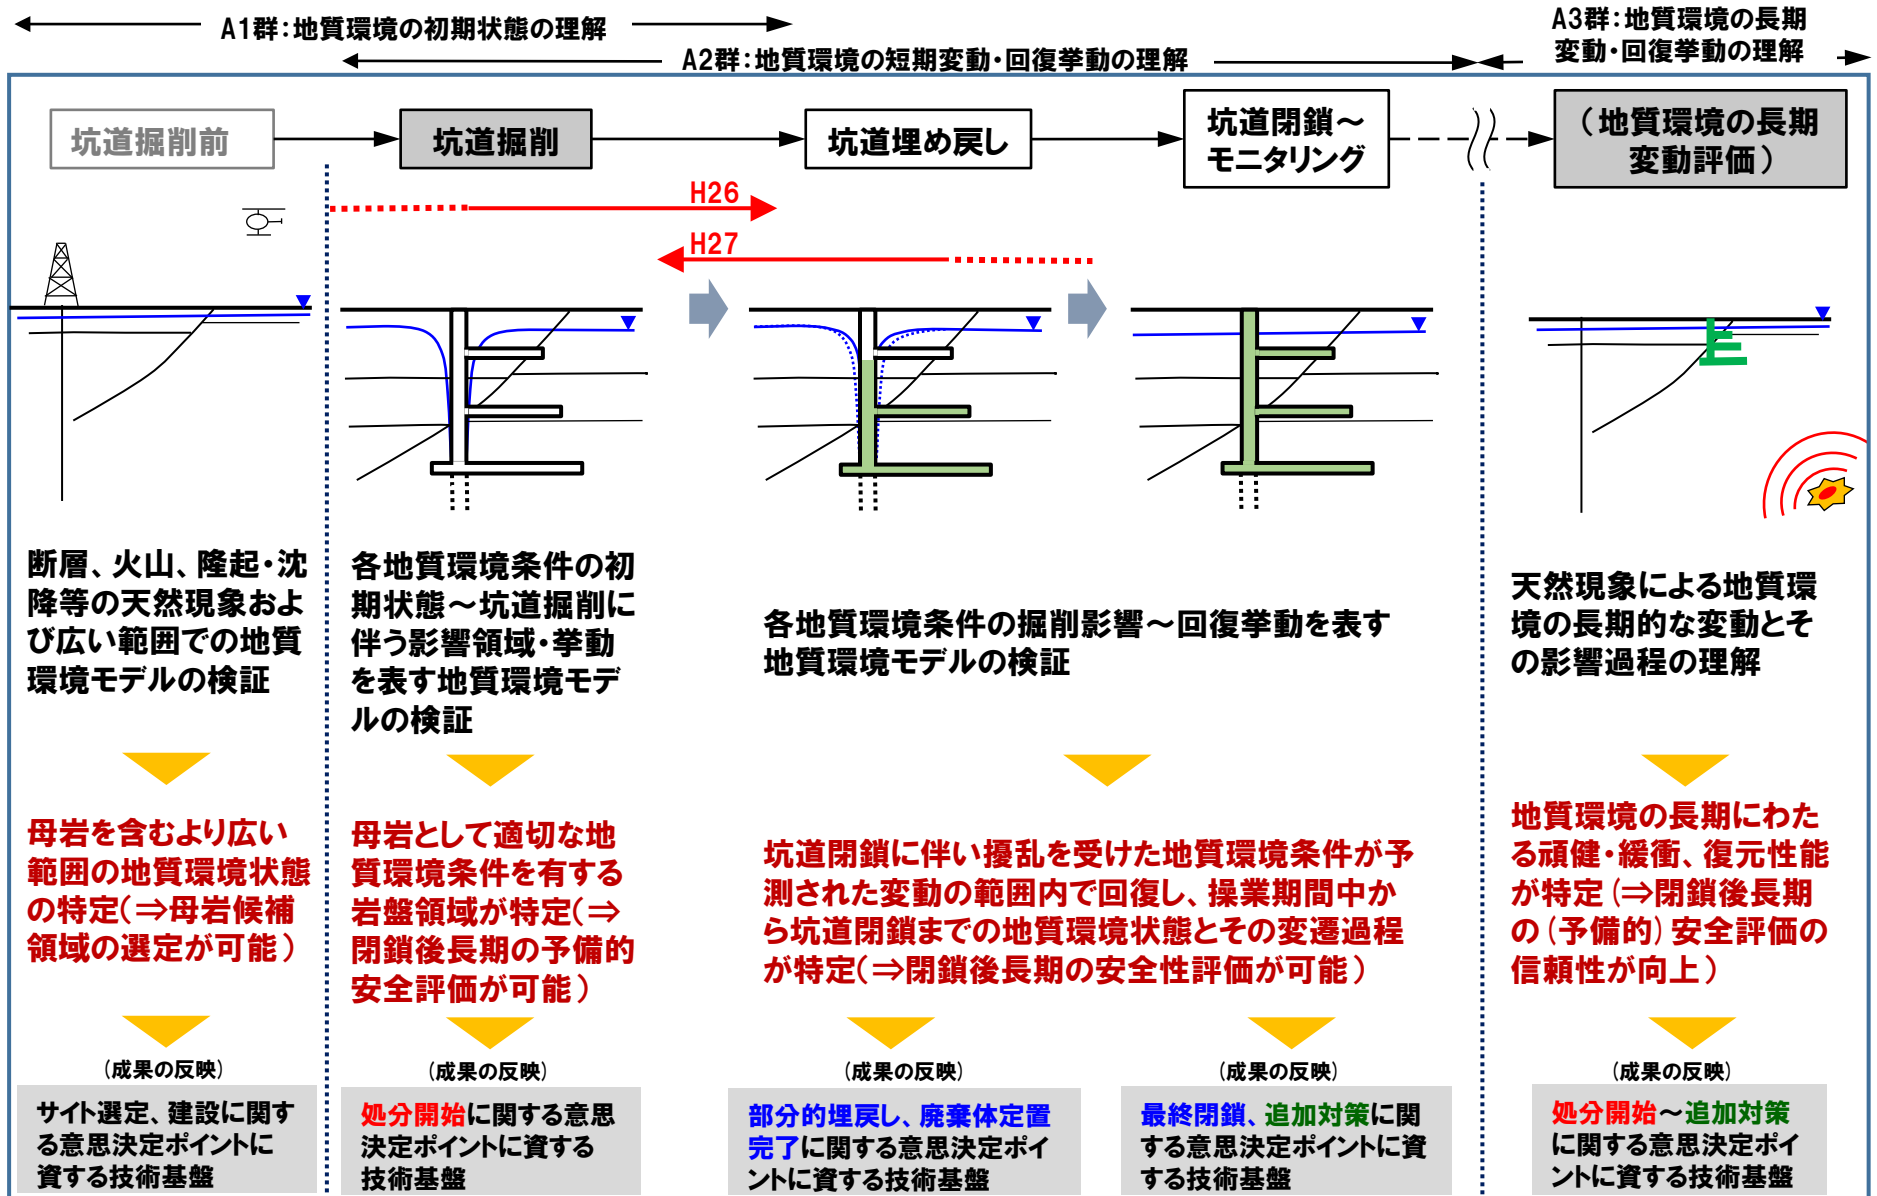 A1群：地質環境の初期状態の理解
A2群：地質環境の短期変動・回復挙動の理解
A3群：地質環境の長期
変動・回復挙動の理解
坑道掘削前
坑道掘削
坑道埋め戻し
坑道閉鎖～
モニタリング
（地質環境の長期
変動評価）
H26
H27
断層、火山、隆起・沈
降等の天然現象およ
び広い範囲での地質
環境モデルの検証
各地質環境条件の初
期状態～坑道掘削に
伴う影響領域・挙動
を表す地質環境モデ
ルの検証
各地質環境条件の掘削影響～回復挙動を表す
地質環境モデルの検証
天然現象による地質環
境の長期的な変動とそ
の影響過程の理解
母岩を含むより広い
範囲の地質環境状態
の特定（⇒母岩候補
領域の選定が可能）
母岩として適切な地
質環境条件を有する
岩盤領域が特定（⇒
閉鎖後長期の予備的
安全評価が可能）
坑道閉鎖に伴い擾乱を受けた地質環境条件が予
測された変動の範囲内で回復し、操業期間中か
ら坑道閉鎖までの地質環境状態とその変遷過程
が特定（⇒閉鎖後長期の安全性評価が可能）
地質環境の長期にわた
る頑健・緩衝、復元性能
が特定（⇒閉鎖後長期
の（予備的）安全評価の
信頼性が向上）
（成果の反映）
サイト選定、建設に関す
る意思決定ポイントに
資する技術基盤
（成果の反映）
処分開始に関する意思
決定ポイントに資する
技術基盤
（成果の反映）
部分的埋戻し、廃棄体定置
完了に関する意思決定ポイ
ントに資する技術基盤
（成果の反映）
最終閉鎖、追加対策に関
する意思決定ポイントに資
する技術基盤
（成果の反映）
処分開始～追加対策
に関する意思決定ポイ
ントに資する技術基盤